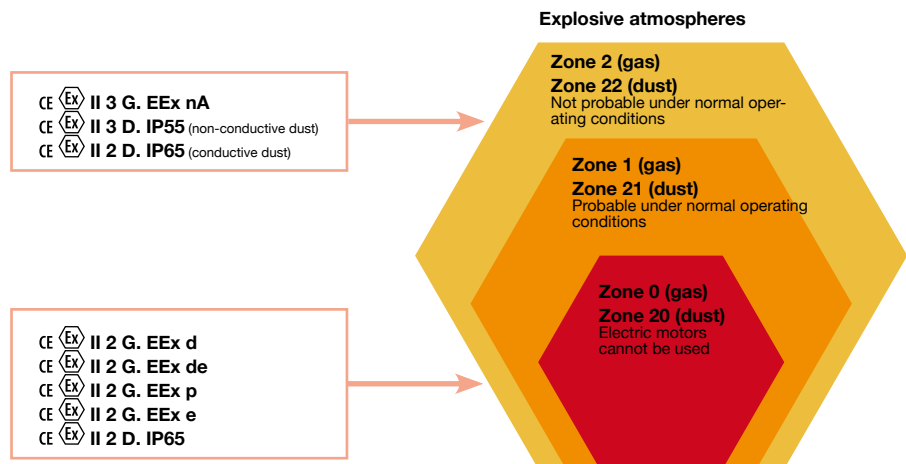 Explosive atmospheres
CE Ex II 3 G. EEx nA
CE Ex II 3 D. IP55 (non-conductive dust)
CE Ex II 2 D. IP65 (conductive dust)
Zone 2 (gas)
Zone 22 (dust)
Not probable under normal oper-
ating conditions
Zone 1 (gas)
Zone 21 (dust)
Probable under normal operating
conditions
Zone 0 (gas)
Zone 20 (dust)
Electric motors
cannot be used
CE Ex II 2 G. EEx d
CE Ex II 2 G. EEx de
CE Ex II 2 G. EEx p
CE Ex II 2 G. EEx e
CE Ex II 2 D. IP65